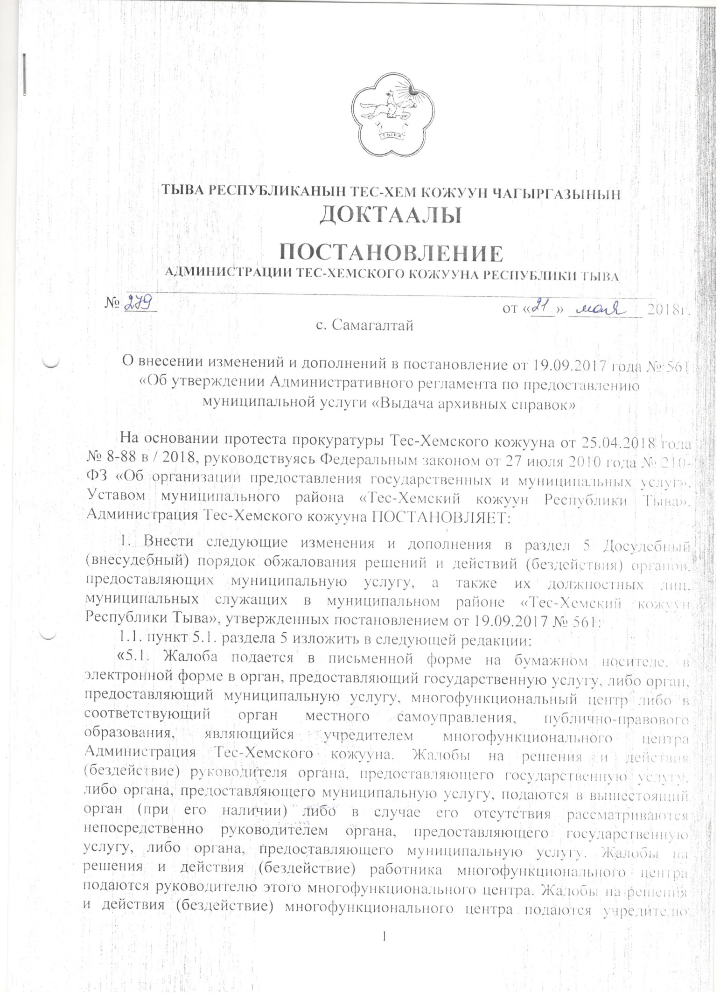 ТЫВА
ТЫВА РЕСПУБЛИКАНЫН ТЕС-ХЕМ КОЖУУН ЧАГЫРГАЗЫНЫН
ДОКТААЛЫ
ПОСТАНОВЛЕНИЕ
АДМИНИСТРАЦИИ ТЕС-ХЕМСКОГО КОЖУУНА РЕСПУБЛИКИ ТЫВА
№ 279 от «21» мая 2018г.
с. Самагалтай
О внесении изменений и дополнений в постановление от 19.09.2017 года № 561
«Об утверждении Административного регламента по предоставлению
муниципальной услуги «Выдача архивных справок»
На основании протеста прокуратуры Тес-Хемского кожууна от 25.04.2018 года
№ 8-88 в / 2018, руководствуясь Федеральным законом от 27 июля 2010 года № 210-
ФЗ «Об организации предоставления государственных и муниципальных услуг»,
Уставом муниципального района «Тес-Хемский кожуун Республики Тыва»,
Администрация Тес-Хемского кожууна ПОСТАНОВЛЯЕТ:
1. Внести следующие изменения и дополнения в раздел 5 Досудебный
(внесудебный) порядок обжалования решений и действий (бездействия) органов,
предоставляющих муниципальную услугу, а также их должностных лиц,
муниципальных служащих в муниципальном районе «Тес-Хемский кожуун
Республики Тыва», утвержденных постановлением от 19.09.2017 № 561:
1.1. пункт 5.1. раздела 5 изложить в следующей редакции:
«5.1. Жалоба подается в письменной форме на бумажном носителе, в
электронной форме в орган, предоставляющий государственную услугу, либо орган,
предоставляющий муниципальную услугу, многофункциональный центр либо в
соответствующий орган местного самоуправления, публично-правового
образования, являющийся учредителем многофункционального центра
Администрация Тес-Хемского кожууна. Жалобы на решения и действия
(бездействие) руководителя органа, предоставляющего государственную услугу,
либо органа, предоставляющего муниципальную услугу, подаются в вышестоящий
орган (при его наличии) либо в случае его отсутствия рассматриваются
непосредственно руководителем органа, предоставляющего государственную
услугу, либо органа, предоставляющего муниципальную услугу. Жалобы на
решения и действия (бездействие) работника многофункционального центра
подаются руководителю этого многофункционального центра. Жалобы на решения
и действия (бездействие) многофункционального центра подаются учредителю
1